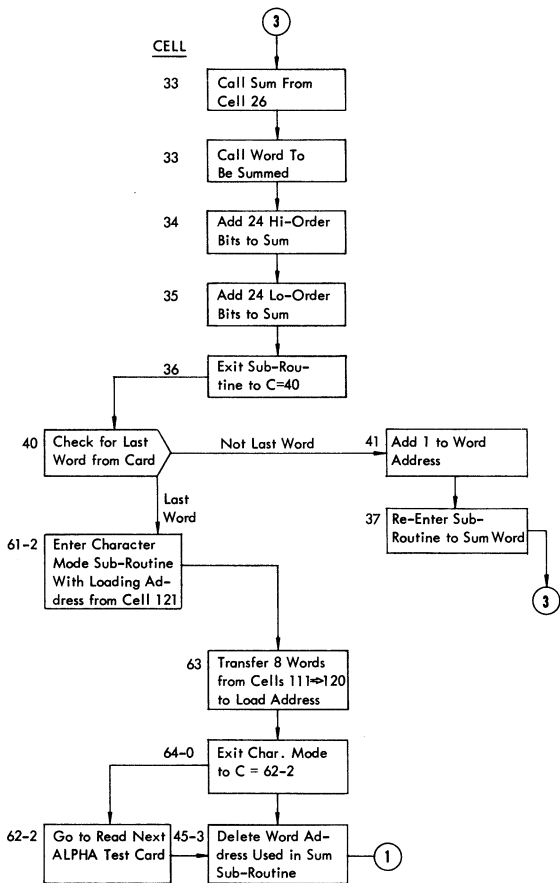 3
CELL
33
Call Sum From
Cell 26
33
Call Word To
Be Summed
34
Add 24 Hi-Order
Bits to Sum
35
Add 24 Lo-Order
Bits to Sum
36
Exit Sub-Rou-
tine to C=40
40
Check for Last
Word from Card
Not Last Word
41
Add 1 to Word
Address
Last
Word
37
Re-Enter Sub-
Routine to Sum Word
3
61-2
Enter Character
Mode Sub-Routine
With Loading Ad-
dress from Cell 121
63
Transfer 8 Words
from Cells 111⇒120
to Load Address
64-0
Exit Char. Mode
to C = 62-2
62-2
Go to Read Next
ALPHA Test Card
45-3
Delete Word Ad-
dress Used in Sum
Sub-Routine
1